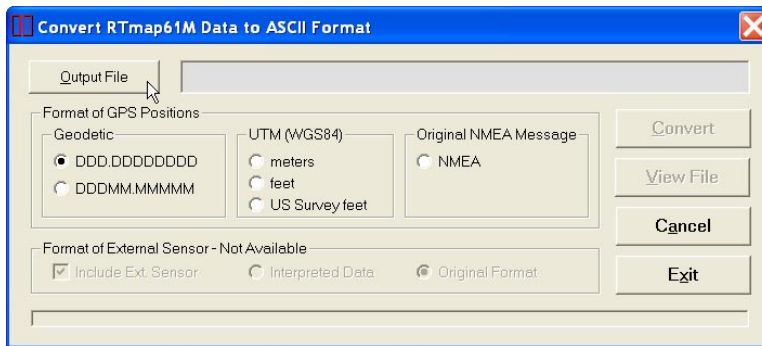 Convert RTmap61M Data to ASCII Format
Output File
Format of GPS Positions
Geodetic
DDD.DDDDDDDD
DDDMM.MMMMM
UTM (WGS84)
meters
feet
US Survey feet
Original NMEA Message
NMEA
Convert
View File
Cancel
Exit
Format of External Sensor - Not Available
Include Ext. Sensor
Interpreted Data
Original Format